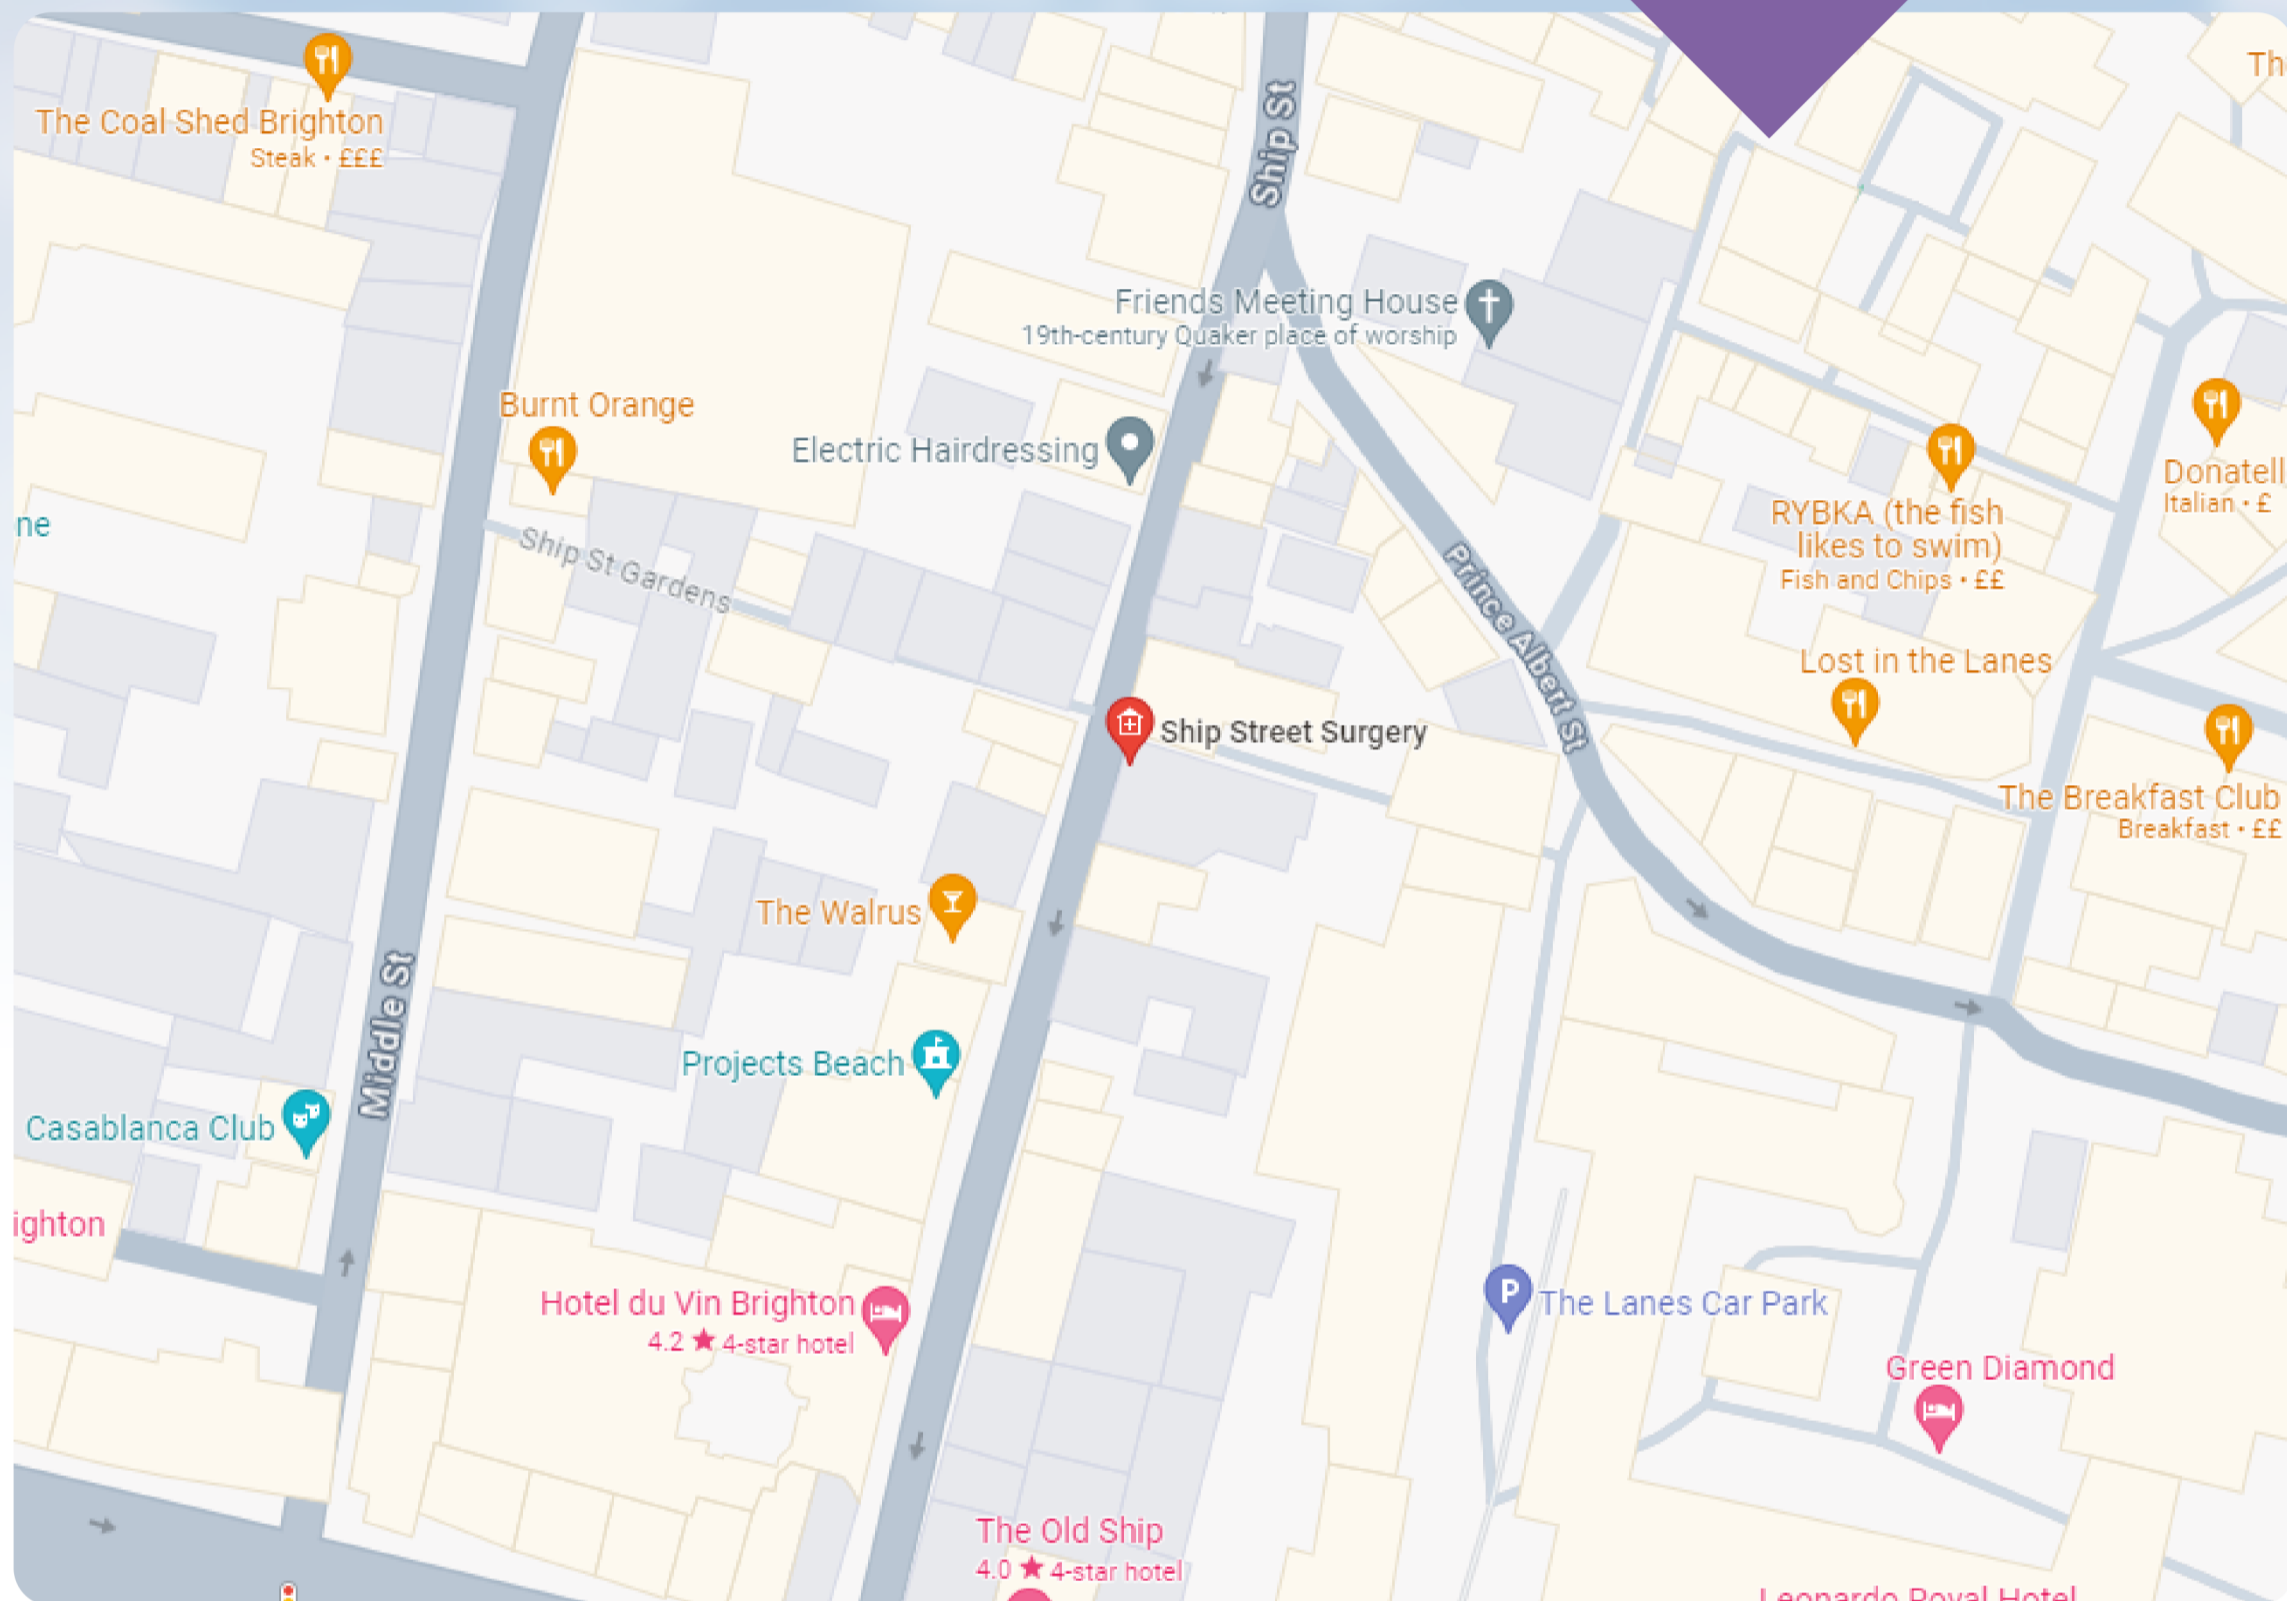 The
The Coal Shed Brighton
Steak • £££
Ship St
Friends Meeting House
19th-century Quaker place of worship
Burnt Orange
Electric Hairdressing
Donatell
Italian • £
ne
RYBKA (the fish
likes to swim)
Fish and Chips • ££
Ship St Gardens
Prince Albert St
Lost in the Lanes
Ship Street Surgery
The Breakfast Club
Breakfast • ££
The Walrus
Middle St
Projects Beach
Casablanca Club
ighton
Hotel du Vin Brighton
4.2 ★ 4-star hotel
P
The Lanes Car Park
Green Diamond
The Old Ship
4.0 ★ 4-star hotel
Leonardo Royal Hotel